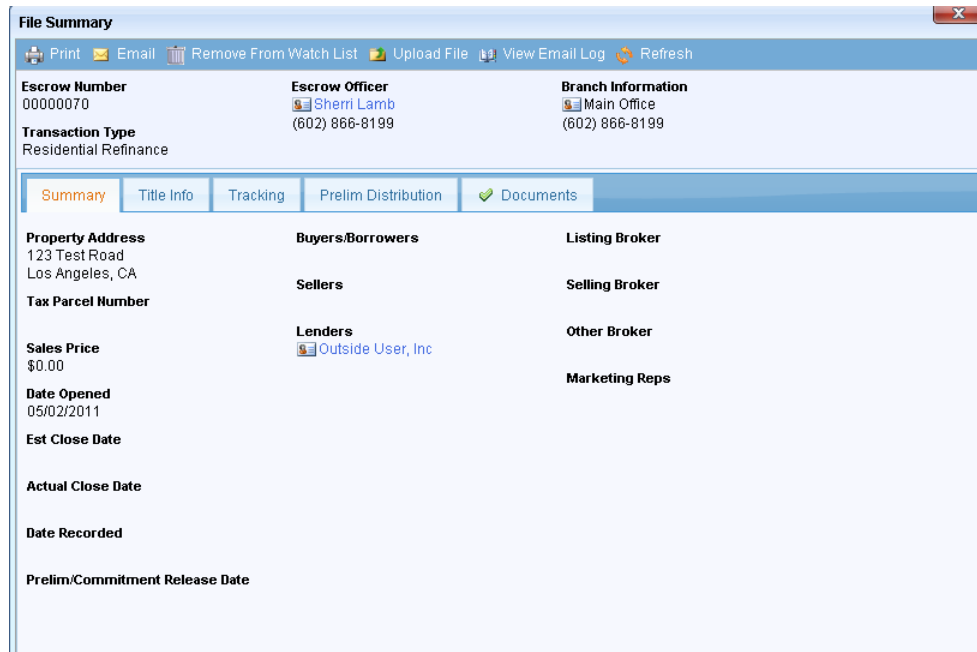 File Summary
Print Email Remove From Watch List Upload File View Email Log Refresh
Escrow Number
00000070
Transaction Type
Residential Refinance
Escrow Officer
Sherri Lamb
(602) 866-8199
Branch Information
Main Office
(602) 866-8199
Summary Title Info Tracking Prelim Distribution Documents
Property Address
123 Test Road
Los Angeles, CA
Tax Parcel Number
Sales Price
$0.00
Date Opened
05/02/2011
Est Close Date
Actual Close Date
Date Recorded
Prelim/Commitment Release Date
Buyers/Borrowers
Sellers
Lenders
Outside User, Inc
Listing Broker
Selling Broker
Other Broker
Marketing Reps